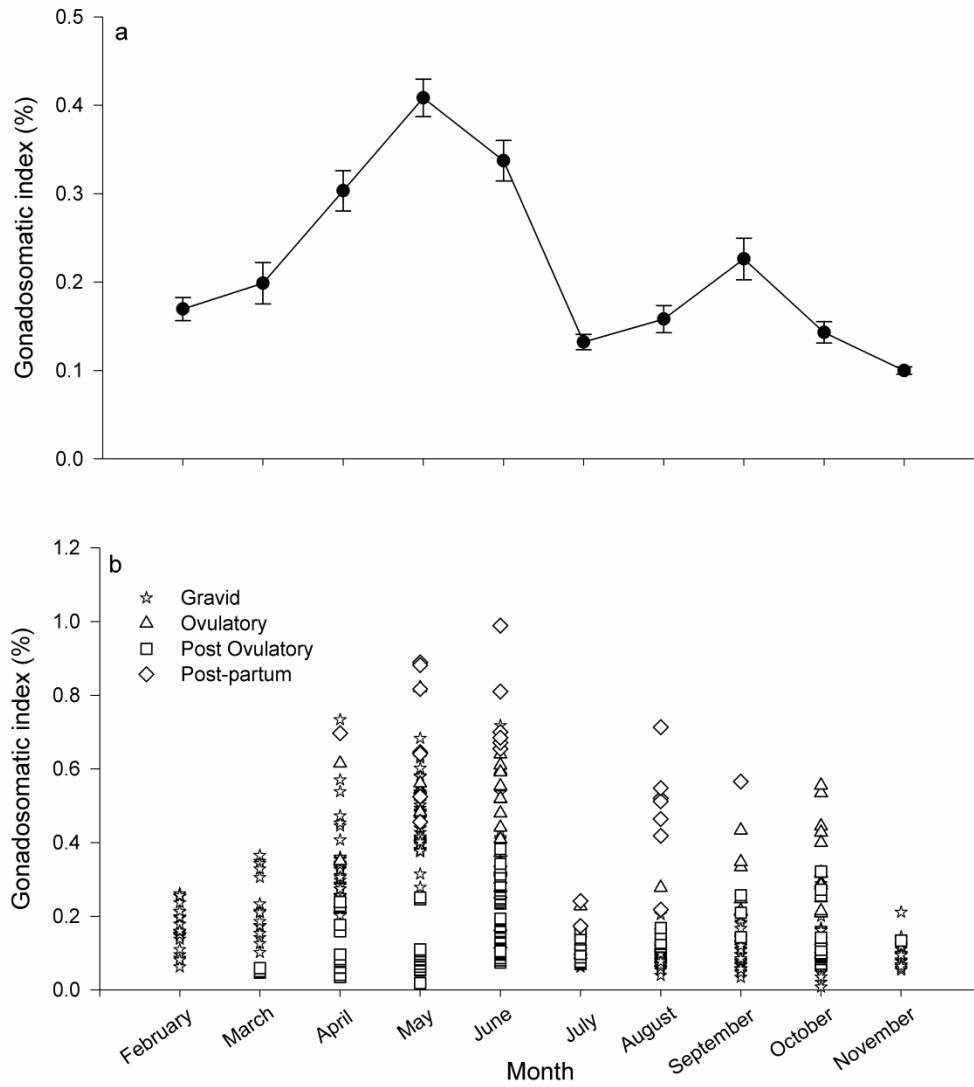 a
Gonadosomatic index (%)
0.5
0.4
0.3
0.2
0.1
0.0
b
Gonadosomatic index (%)
1.2
1.0
0.8
0.6
0.4
0.2
0.0
Gravid
Ovulatory
Post Ovulatory
Post-partum
February
March
April
May
June
July
August
September
October
November
Month